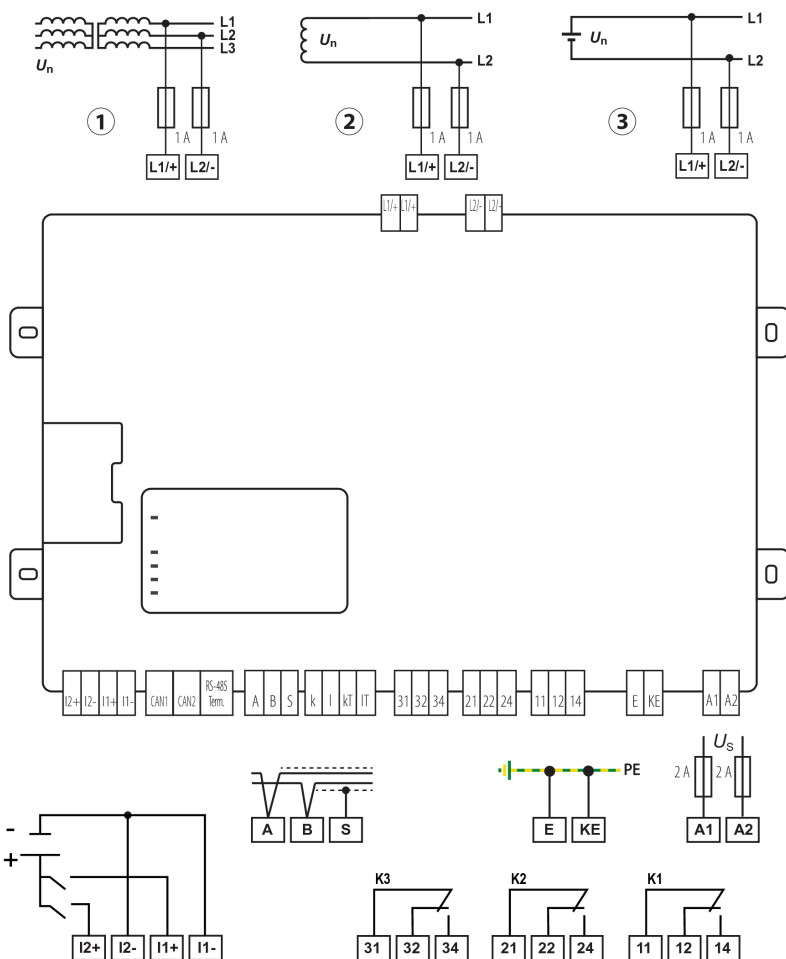 L1
L2
L3
Un
1 A 1 A
L1/+ L2/-
1
Un
L1
L2
1 A 1 A
L1/+ L2/-
2
Un
L1
L2
1 A 1 A
L1/+ L2/-
3
L1/+ L1/+ L2/- L2/-
I2+ I2- I1+ I1- CAN1 CAN2 RS-485 Term. A B S k l kT lT 31 32 34 21 22 24 11 12 14 E KE A1 A2
A B S
PE
E KE
US
2 A 2 A
A1 A2
-
+
I2+ I2- I1+ I1-
K3
31 32 34
K2
21 22 24
K1
11 12 14